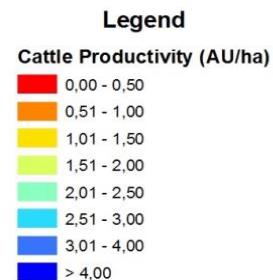 Legend
Cattle Productivity (AU/ha)
0,00 - 0,50
0,51 - 1,00
1,01 - 1,50
1,51 - 2,00
2,01 - 2,50
2,51 - 3,00
3,01 - 4,00
> 4,00